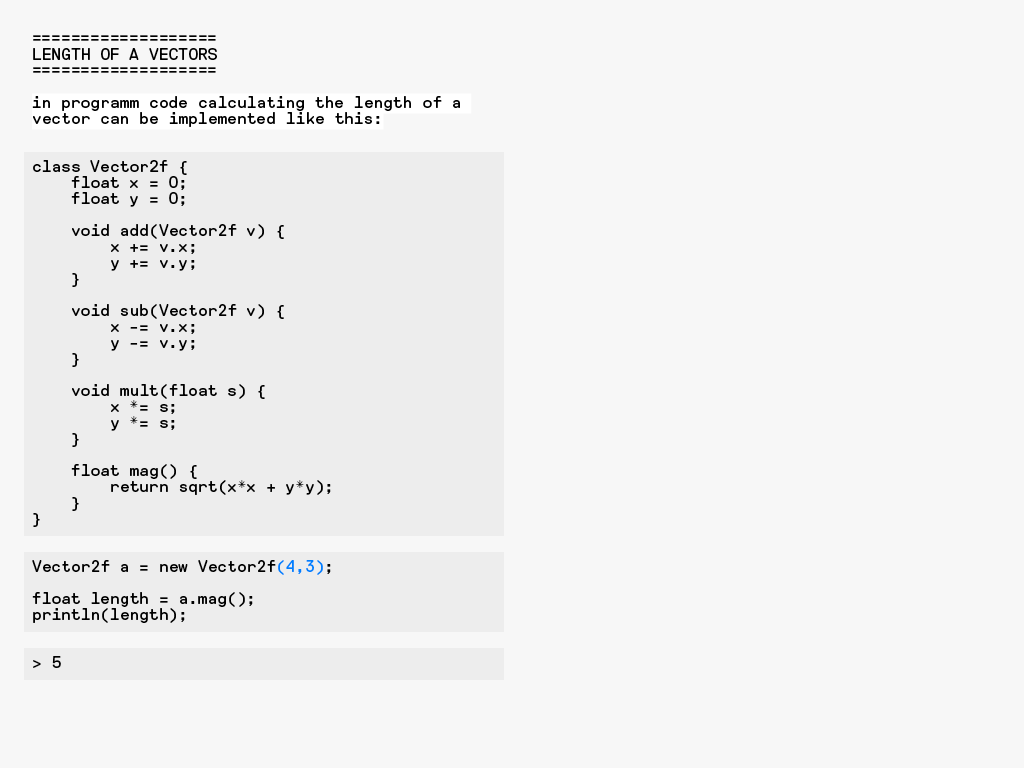 ===================
LENGTH OF A VECTORS
===================
in programm code calculating the length of a
vector can be implemented like this:
class Vector2f {
    float x = 0;
    float y = 0;
    void add(Vector2f v) {
        x += v.x;
        y += v.y;
    }
    void sub(Vector2f v) {
        x -= v.x;
        y -= v.y;
    }
    void mult(float s) {
        x *= s;
        y *= s;
    }
    float mag() {
        return sqrt(x*x + y*y);
    }
}
Vector2f a = new Vector2f(4,3);
float length = a.mag();
println(length);
> 5